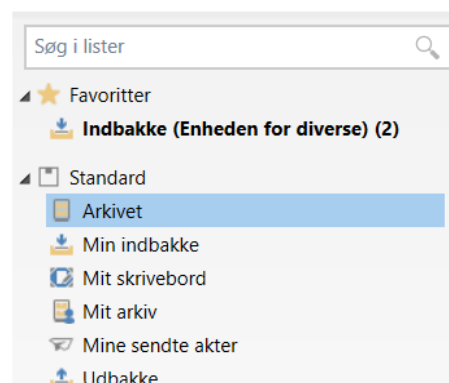 Søg i lister
Favoritter
Indbakke (Enheden for diverse) (2)
Standard
Arkivet
Min indbakke
Mit skrivebord
Mit arkiv
Mine sendte akter
Udbakke